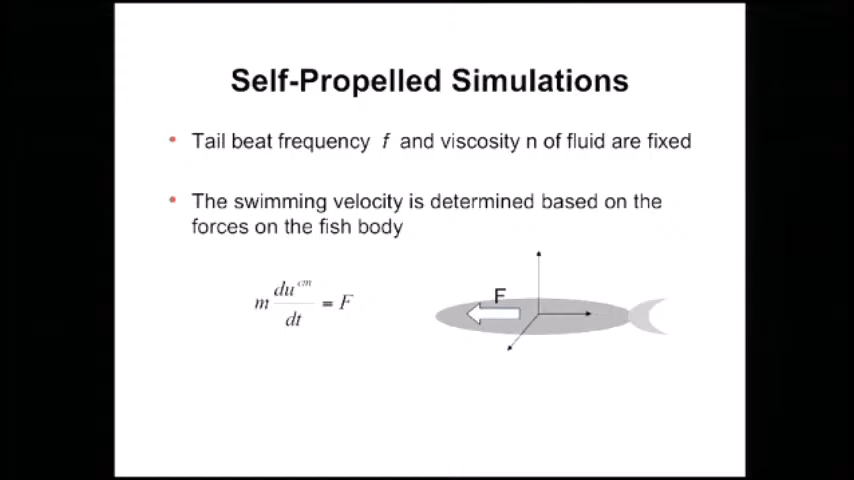 Self-Propelled Simulations
• Tail beat frequency f and viscosity n of fluid are fixed
• The swimming velocity is determined based on the
forces on the fish body
m du^cm/dt = F
F